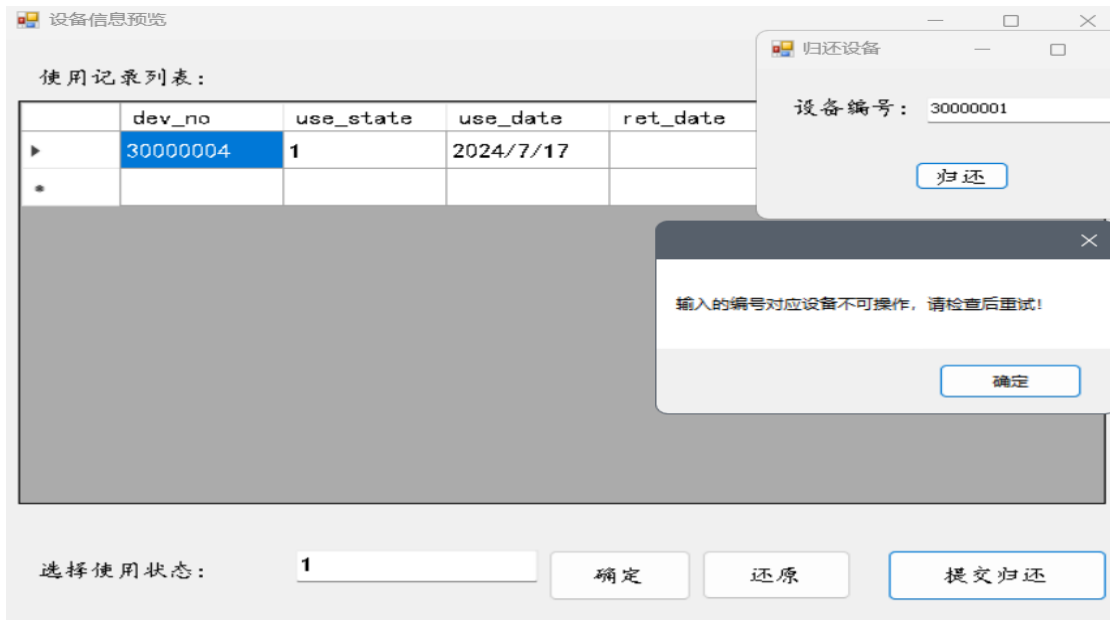 设备信息预览
归还设备
使用记录列表：
设备编号： 30000001
dev_no use_state use_date ret_date
30000004 1 2024/7/17
归还
输入的编号对应设备不可操作，请检查后重试!
确定
选择使用状态： 1 确定 还原 提交归还